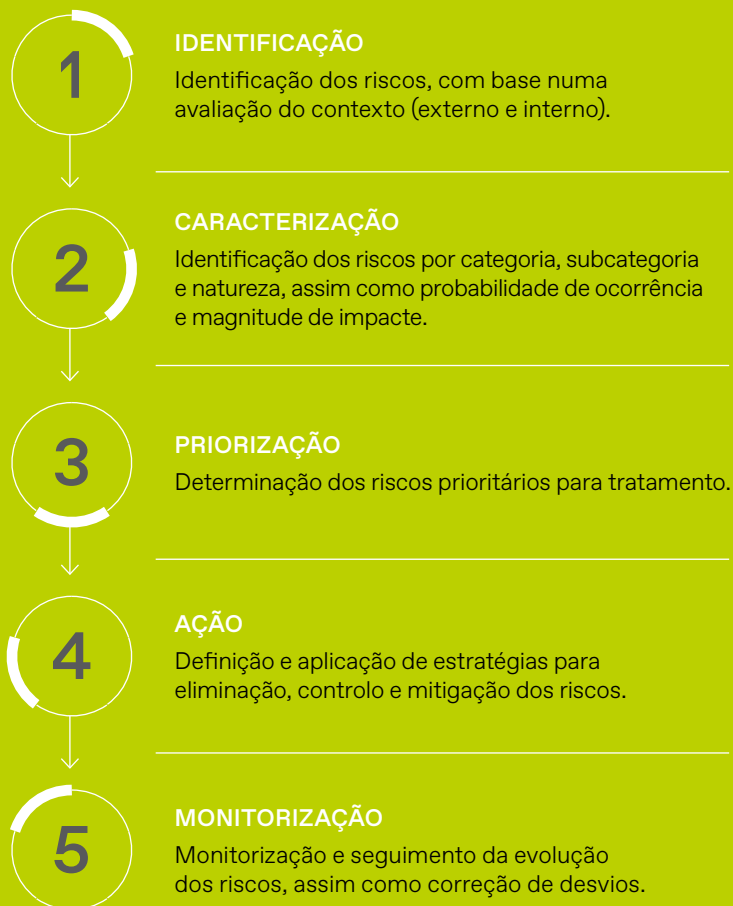 1
IDENTIFICAÇÃO
Identificação dos riscos, com base numa
avaliação do contexto (externo e interno).
2
CARACTERIZAÇÃO
Identificação dos riscos por categoria, subcategoria
e natureza, assim como probabilidade de ocorrência
e magnitude de impacte.
3
PRIORIZAÇÃO
Determinação dos riscos prioritários para tratamento.
4
AÇÃO
Definição e aplicação de estratégias para
eliminação, controlo e mitigação dos riscos.
5
MONITORIZAÇÃO
Monitorização e seguimento da evolução
dos riscos, assim como correção de desvios.